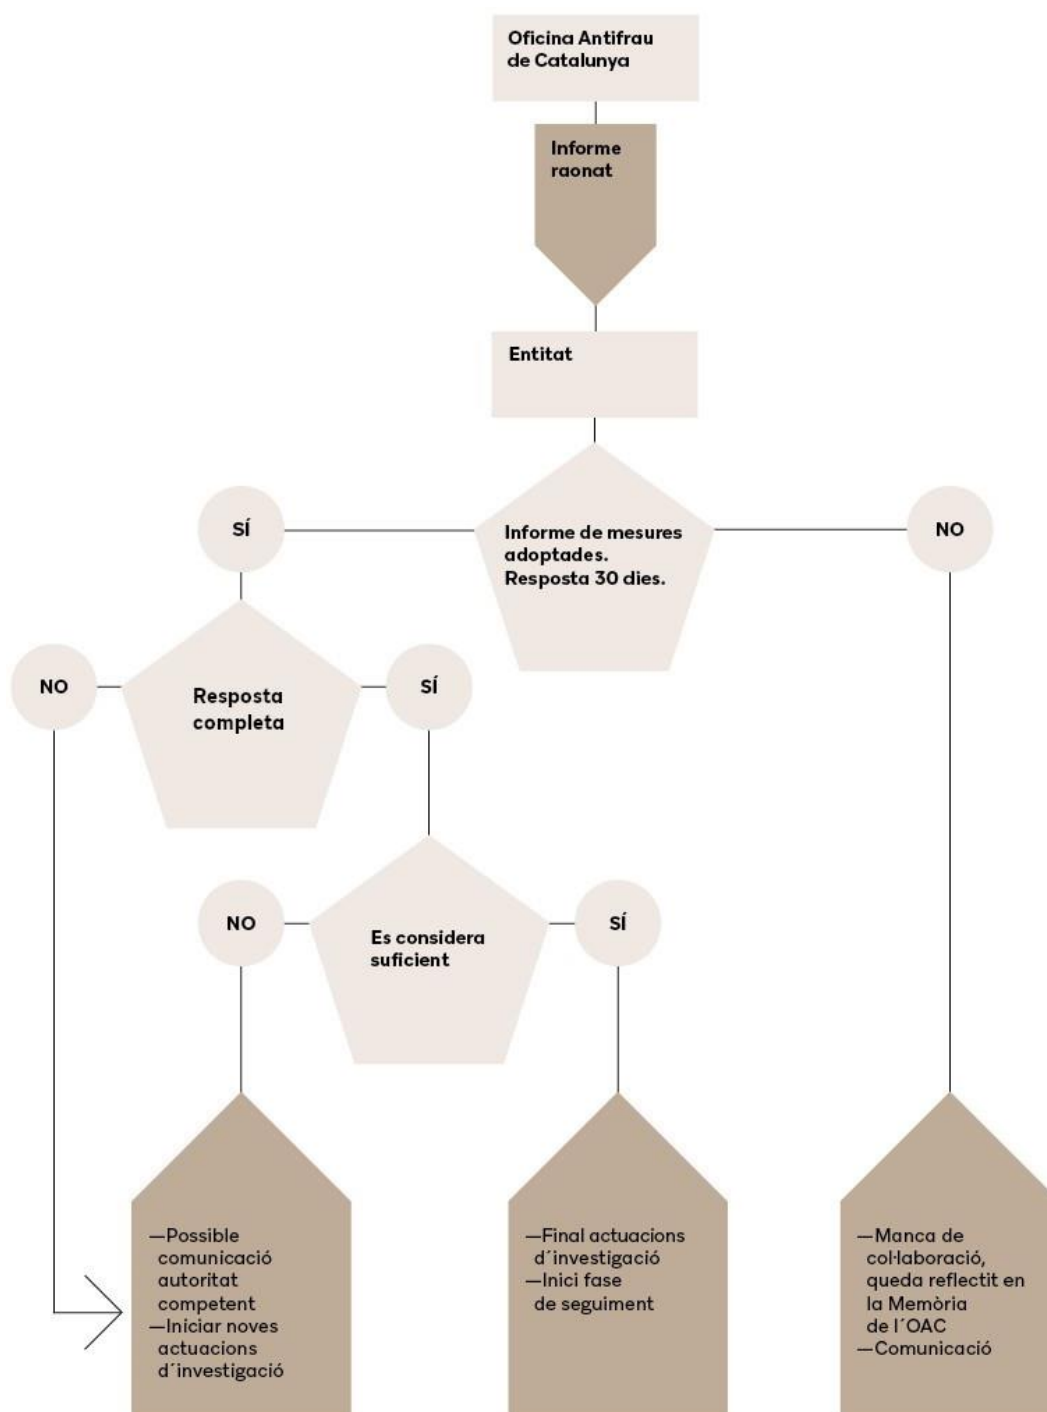 Oficina Antifrau
de Catalunya
Informe
raonat
Entitat
SÍ
Informe de mesures
adoptades.
Resposta 30 dies.
NO
NO
Resposta
completa
SÍ
NO
Es considera
suficient
SÍ
—Possible
comunicació
autoritat
competent
—Iniciar noves
actuacions
d´investigació
—Final actuacions
d´investigació
—Inici fase
de seguiment
—Manca de
col·laboració,
queda reflectit en
la Memòria
de l´OAC
—Comunicació